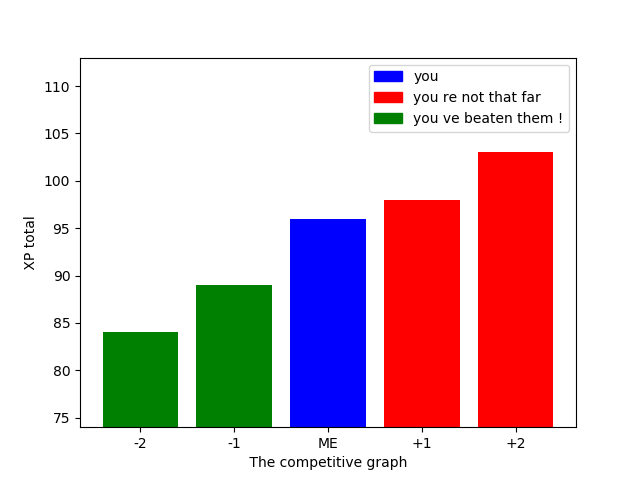 you
you re not that far
you ve beaten them !
110
105
100
95
90
85
80
75
XP total
-2 -1 ME +1 +2
The competitive graph